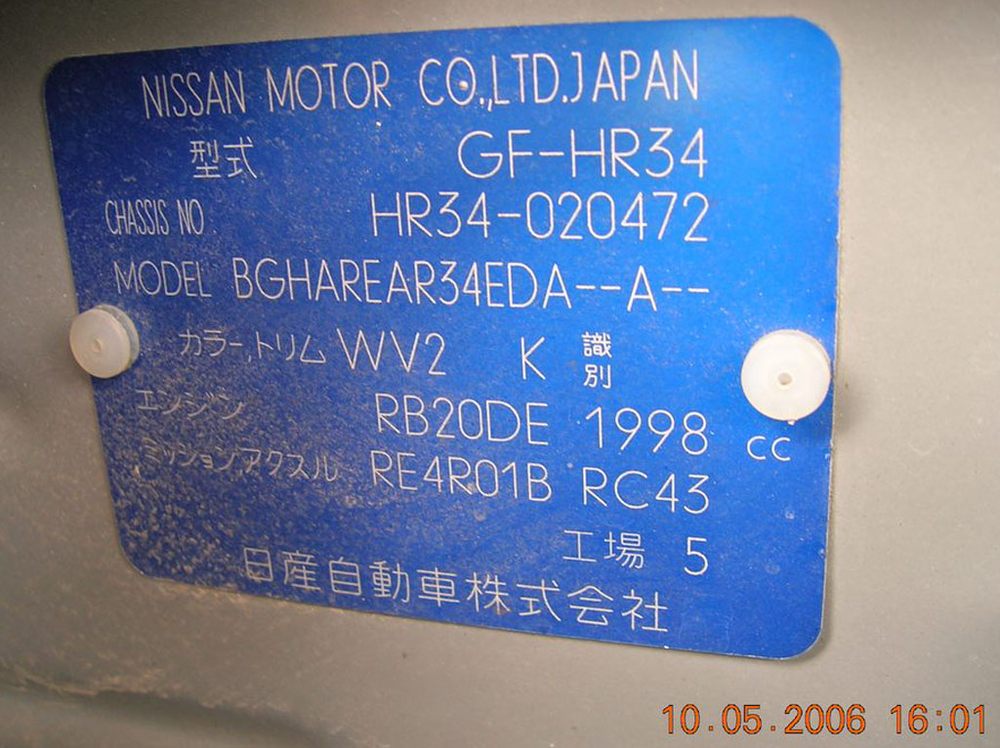 NISSAN MOTOR CO.,LTD.JAPAN
型式 GF-HR34
CHASSIS NO. HR34-020472
MODEL BGHAREAR34EDA--A--
カラー,トリム WV2 K 識別
エンジン RB20DE 1998 cc
ミッション,アクスル RE4R01B RC43
工場 5
日産自動車株式会社
10.05.2006 16:01